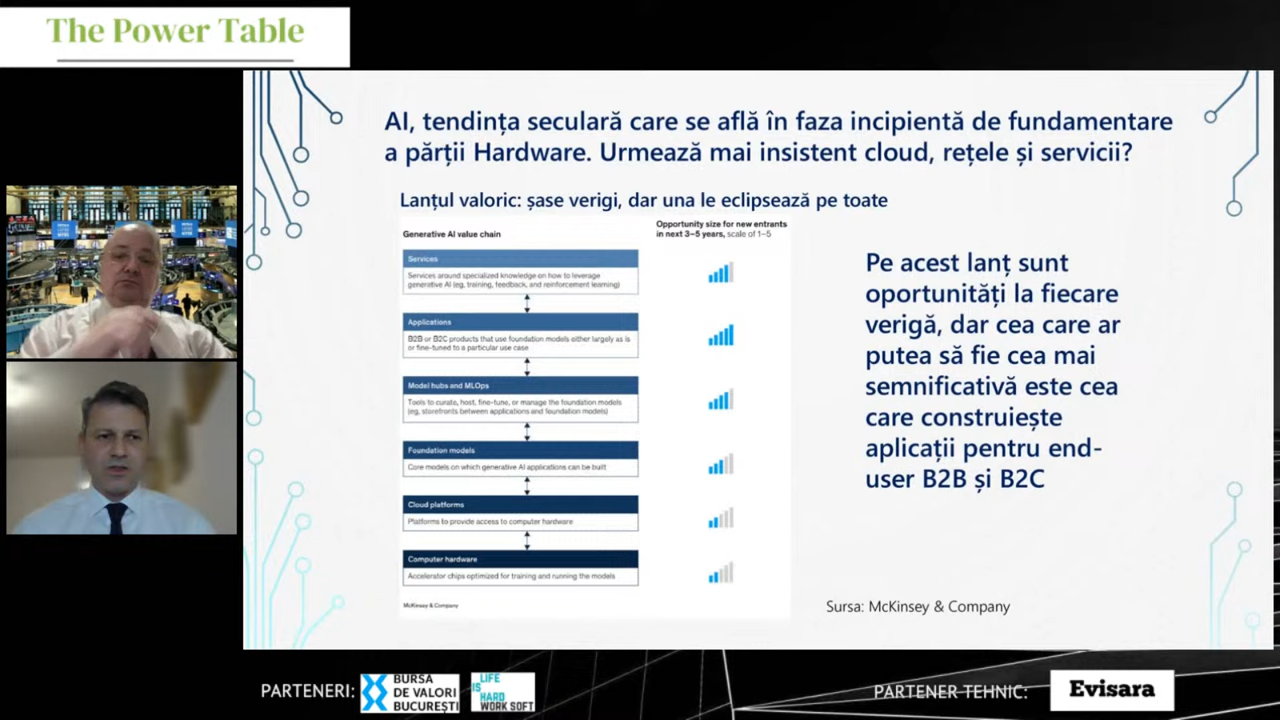 The Power Table
AI, tendința seculară care se află în faza incipientă de fundamentare
a părții Hardware. Urmează mai insistent cloud, rețele și servicii?
Lanțul valoric: șase verigi, dar una le eclipsează pe toate
Generative AI value chain
Opportunity size for new entrants
in next 3–5 years, scale of 1–5
Services
Services around specialized knowledge on how to leverage
generative AI (eg, training, feedback, and reinforcement learning)
Applications
B2B or B2C products that use foundation models either largely as is
or fine-tuned to a particular use case
Model hubs and MLOps
Tools to curate, host, fine-tune, or manage the foundation models
(eg, storefronts between applications and foundation models)
Foundation models
Core models on which generative AI applications can be built
Cloud platforms
Platforms to provide access to computer hardware
Computer hardware
Accelerator chips optimized for training and running the models
McKinsey & Company
Pe acest lanț sunt
oportunități la fiecare
verigă, dar cea care ar
putea să fie cea mai
semnificativă este cea
care construiește
aplicații pentru end-
user B2B și B2C
Sursa: McKinsey & Company
PARTENERI:
BURSA
DE VALORI
BUCUREȘTI
LIFE
IS
HARD
WORK SOFT
PARTENER TEHNIC:
Evisara